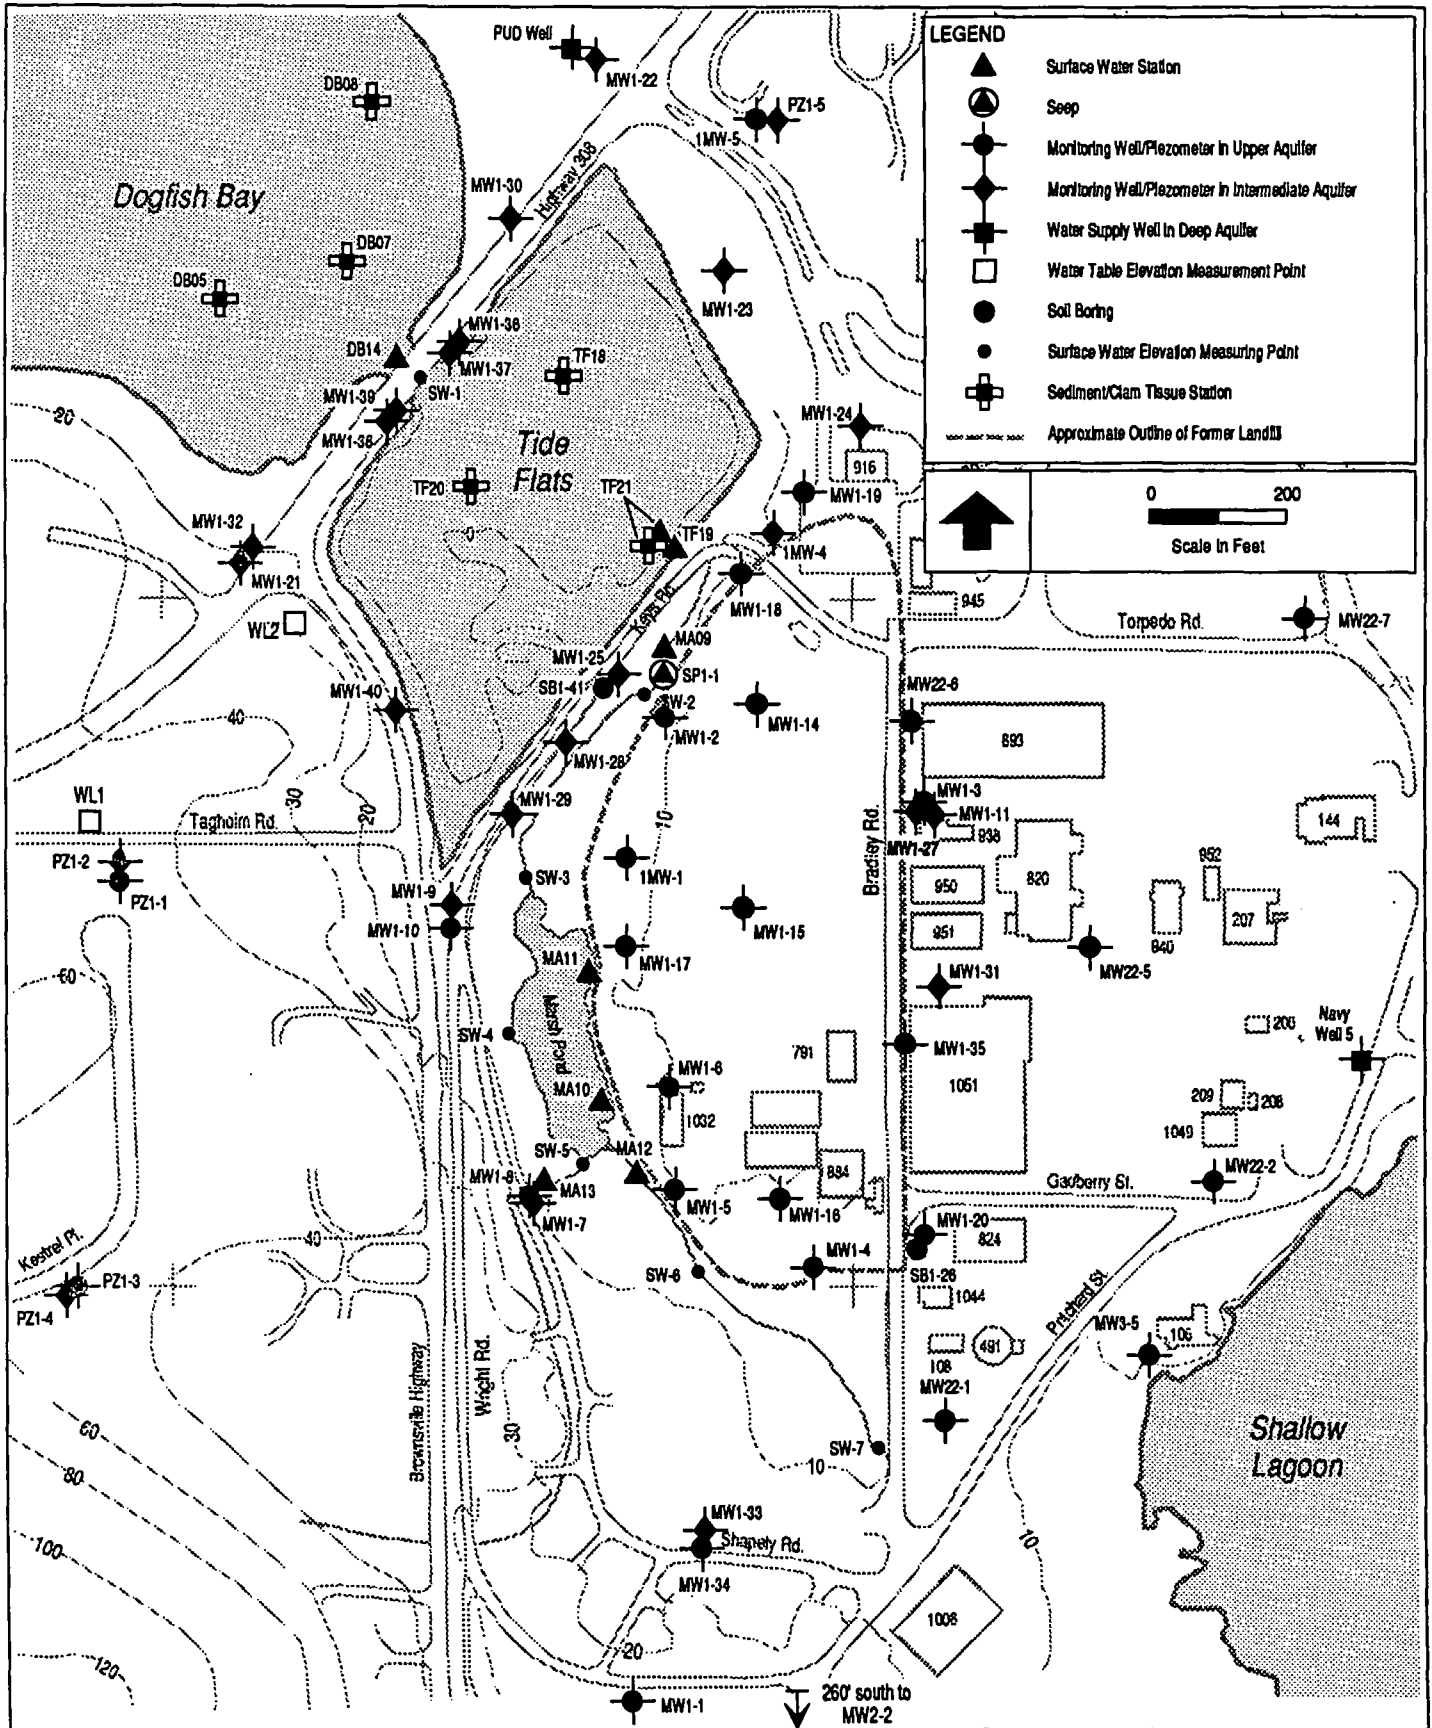 PUD Well
MW1-22
LEGEND
Surface Water Station
Seep
Monitoring Well/Piezometer in Upper Aquifer
Monitoring Well/Piezometer in Intermediate Aquifer
Water Supply Well in Deep Aquifer
Water Table Elevation Measurement Point
Soil Boring
Surface Water Elevation Measuring Point
Sediment/Clam Tissue Station
Approximate Outline of Former Landfill
0 200
Scale in Feet
DB08
PZ1-5
1MW-5
Highway 308
Dogfish Bay
MW1-30
DB07
DB05
MW1-23
MW1-36
MW1-37
DB14
SW-1
TF18
MW1-39
MW1-38
20
MW1-24
916
Tide
Flats
TF20
TF21
MW1-19
MW1-32
TF19
1MW-4
0
MW1-21
MW1-18
945
Keys Rd.
WL2
Torpedo Rd.
MW22-7
MA09
MW1-25
SP1-1
SB1-41
SW-2
MW1-40
MW22-6
MW1-14
MW1-2
40
893
MW1-28
WL1
30
20
MW1-29
10
MW1-3
MW1-11
Tagholm Rd.
Bradley Rd.
938
144
MW1-27
PZ1-2
1MW-1
952
SW-3
820
950
PZ1-1
MW1-9
MW1-15
951
840
207
MW1-10
MW1-17
MW22-5
MA11
60
MW1-31
Marsh Pond
Navy
Well 5
206
SW-4
791
MW1-35
MW1-6
1051
MA10
209
208
1032
1049
SW-5
MA12
884
MW1-8
MA13
MW22-2
Gadberry St.
MW1-5
MW1-16
MW1-7
MW1-20
Kestrel Pl.
40
824
MW1-4
SB1-26
SW-6
PZ1-3
1044
PZ1-4
Pritchard St.
MW3-5
106
491
108
Brownsville Highway
Wright Rd.
MW22-1
60
30
SW-7
Shallow
Lagoon
10
80
MW1-33
Shapely Rd.
10
100
MW1-34
1006
20
120
MW1-1
260' south to
MW2-2